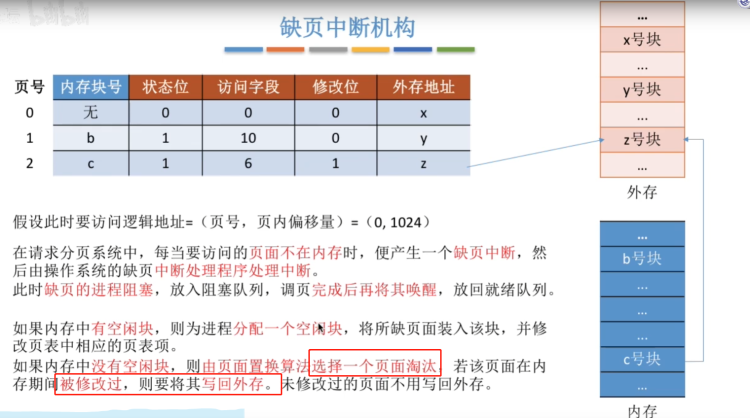 缺页中断机构
页号 内存块号 状态位 访问字段 修改位 外存地址
0 无 0 0 0 x
1 b 1 10 0 y
2 c 1 6 1 z
...
x号块
...
y号块
...
z号块
...
外存
假设此时要访问逻辑地址=（页号，页内偏移量）=（0, 1024）
在请求分页系统中，每当要访问的页面不在内存时，便产生一个缺页中断，然
后由操作系统的缺页中断处理程序处理中断。
此时缺页的进程阻塞，放入阻塞队列，调页完成后再将其唤醒，放回就绪队列。
如果内存中有空闲块，则为进程分配一个空闲块，将所缺页面装入该块，并修
改页表中相应的页表项。
如果内存中没有空闲块，则由页面置换算法选择一个页面淘汰，若该页面在内
存期间被修改过，则要将其写回外存。未修改过的页面不用写回外存。
...
b号块
...
...
...
c号块
...
内存